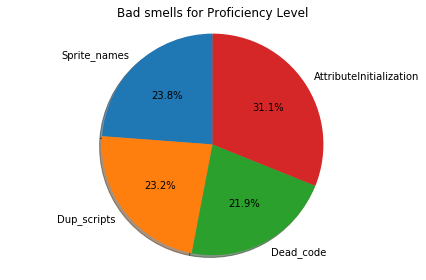 Bad smells for Proficiency Level
Sprite_names
23.8%
AttributeInitialization
31.1%
Dup_scripts
23.2%
21.9%
Dead_code